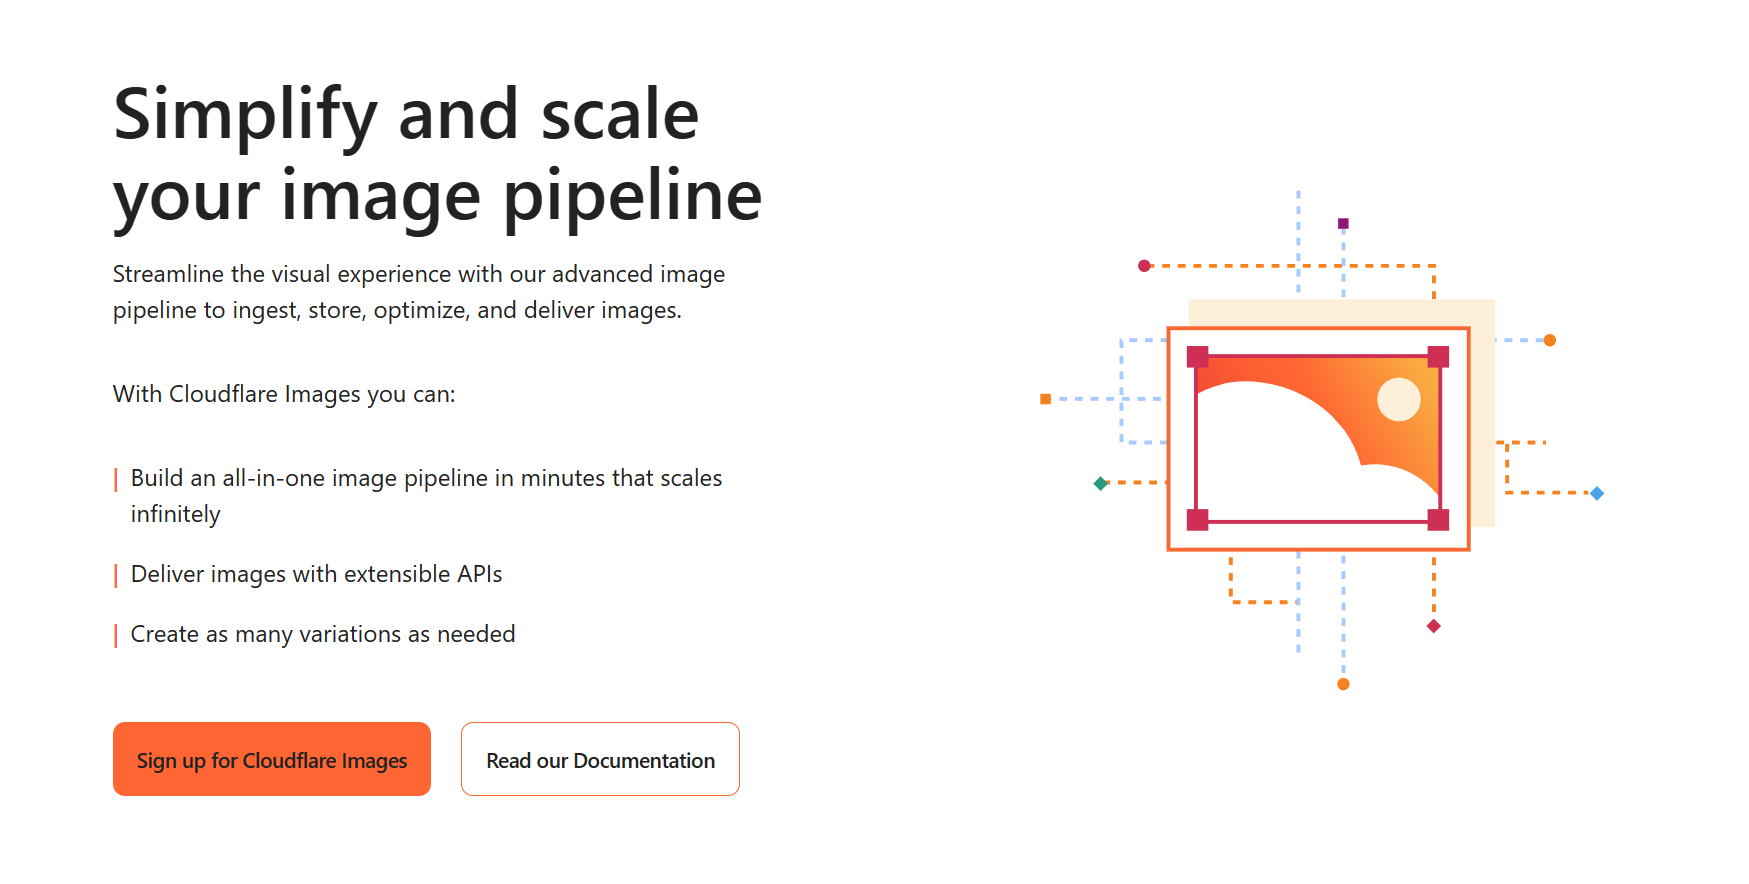 Simplify and scale
your image pipeline
Streamline the visual experience with our advanced image
pipeline to ingest, store, optimize, and deliver images.
With Cloudflare Images you can:
Build an all-in-one image pipeline in minutes that scales
infinitely
Deliver images with extensible APIs
Create as many variations as needed
Sign up for Cloudflare Images
Read our Documentation